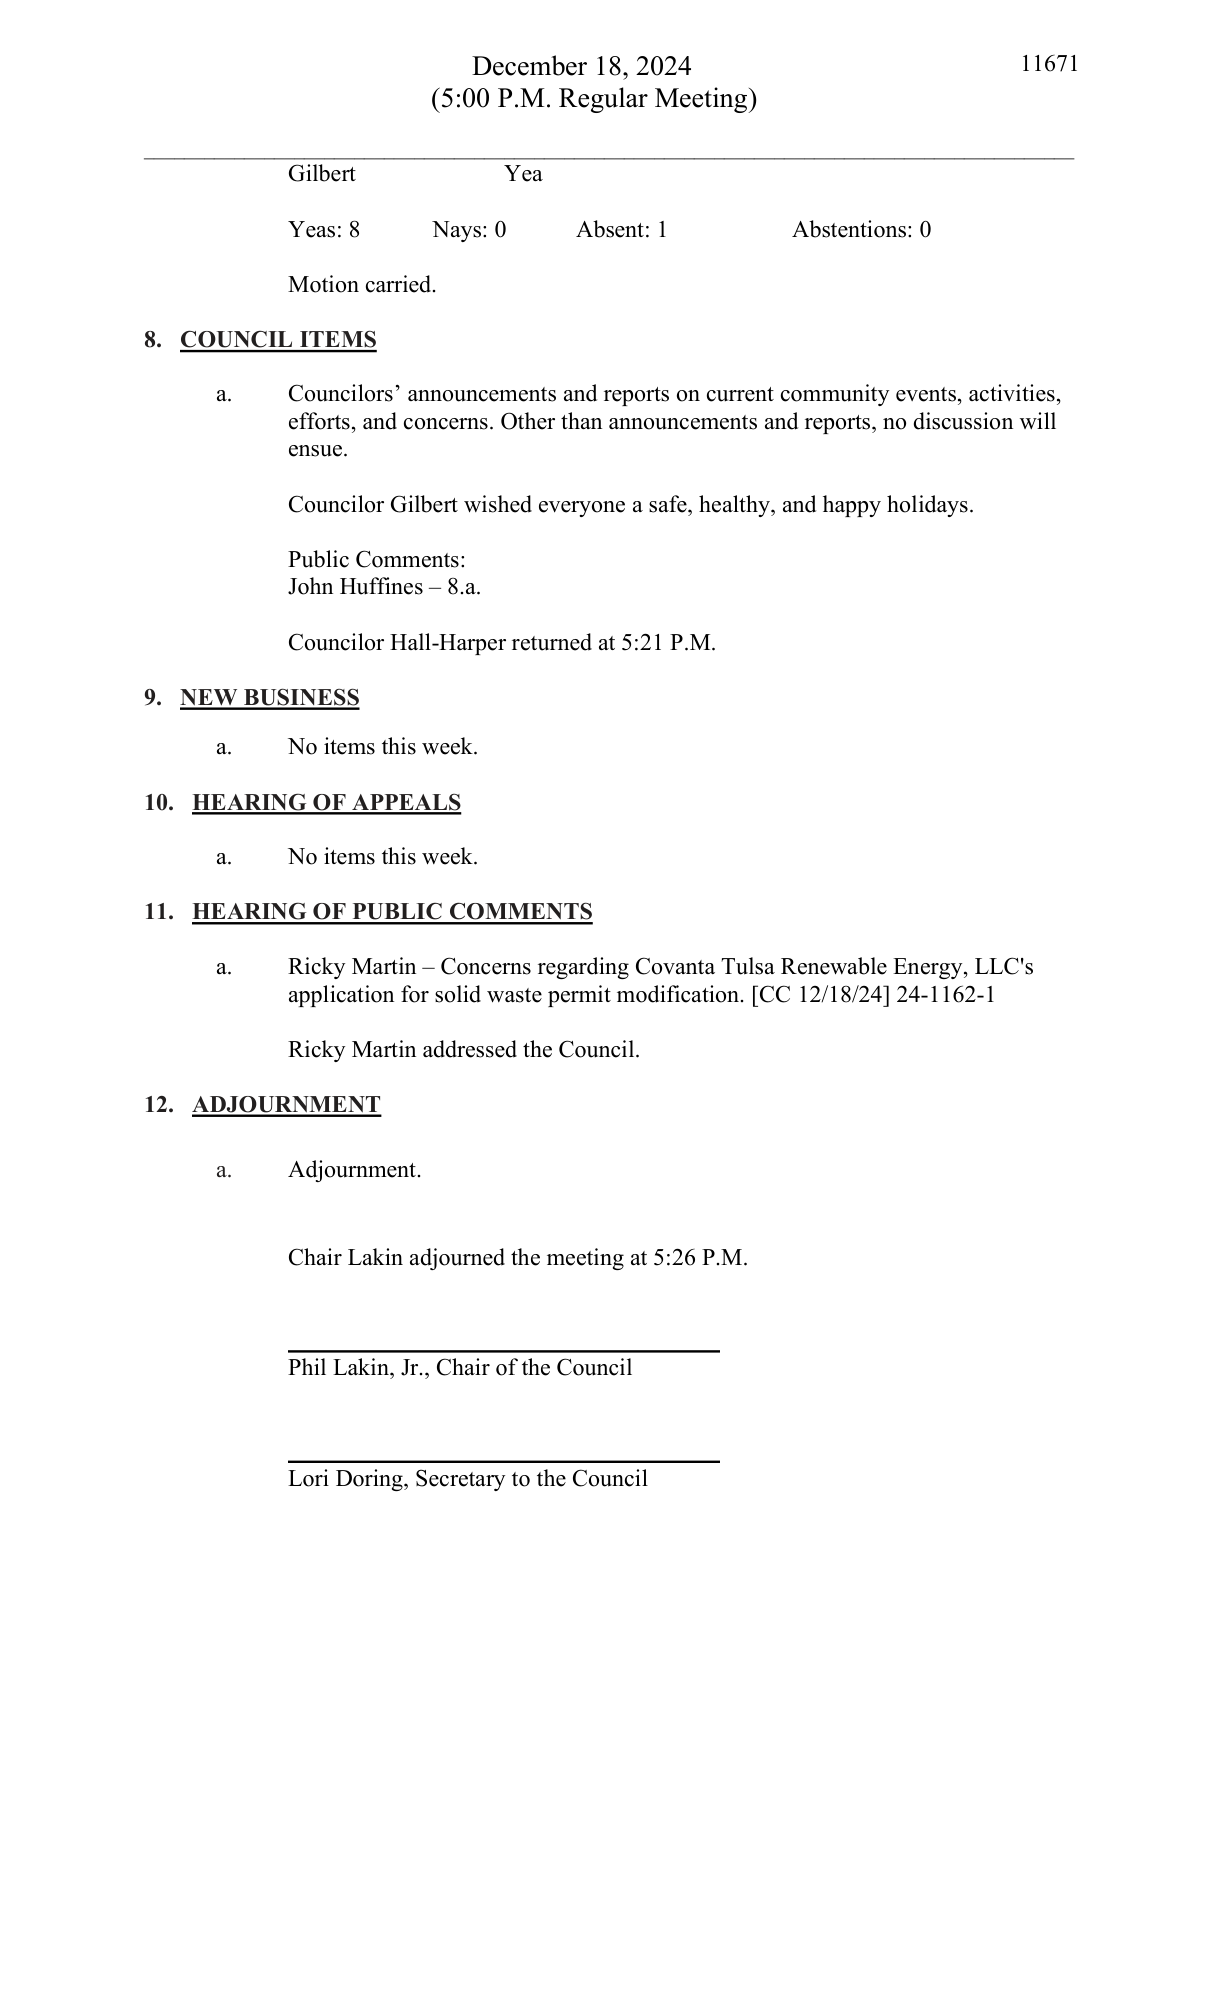 December 18, 2024 11671
(5:00 P.M. Regular Meeting)
Gilbert Yea
Yeas: 8 Nays: 0 Absent: 1 Abstentions: 0
Motion carried.
8. COUNCIL ITEMS
a. Councilors’ announcements and reports on current community events, activities,
efforts, and concerns. Other than announcements and reports, no discussion will
ensue.
Councilor Gilbert wished everyone a safe, healthy, and happy holidays.
Public Comments:
John Huffines – 8.a.
Councilor Hall-Harper returned at 5:21 P.M.
9. NEW BUSINESS
a. No items this week.
10. HEARING OF APPEALS
a. No items this week.
11. HEARING OF PUBLIC COMMENTS
a. Ricky Martin – Concerns regarding Covanta Tulsa Renewable Energy, LLC's
application for solid waste permit modification. [CC 12/18/24] 24-1162-1
Ricky Martin addressed the Council.
12. ADJOURNMENT
a. Adjournment.
Chair Lakin adjourned the meeting at 5:26 P.M.
Phil Lakin, Jr., Chair of the Council
Lori Doring, Secretary to the Council